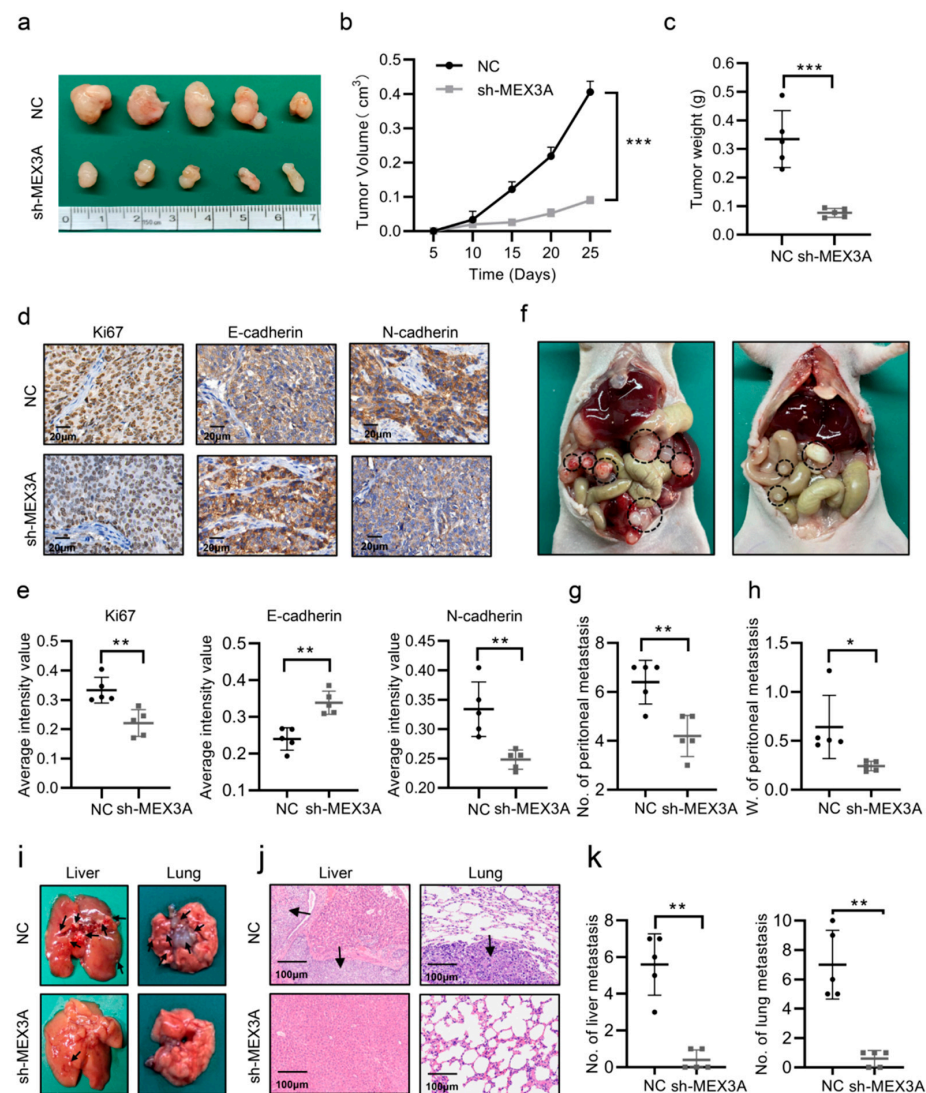 a
NC
sh-MEX3A
0 1 2 3 4 5 6 7
b
Tumor Volume ( cm3)
0.5
0.4
0.3
0.2
0.1
0.0
NC
sh-MEX3A
***
5 10 15 20 25
Time (Days)
c
Tumor weight (g)
0.6
0.5
0.4
0.3
0.2
0.1
0.0
***
NC sh-MEX3A
d
Ki67 E-cadherin N-cadherin
NC
20μm 20μm 20μm
sh-MEX3A
20μm 20μm 20μm
f
e
Ki67
Average intensity value
0.5
0.4
0.3
0.2
0.1
0.0
**
NC sh-MEX3A
E-cadherin
Average intensity value
0.5
0.4
0.3
0.2
0.1
**
NC sh-MEX3A
N-cadherin
Average intensity value
0.45
0.40
0.35
0.30
0.25
0.20
**
NC sh-MEX3A
g
No. of peritoneal metastasis
8
6
4
2
**
NC sh-MEX3A
h
W. of peritoneal metastasis
1.5
1.0
0.5
0.0
*
NC sh-MEX3A
i
Liver Lung
NC
sh-MEX3A
j
Liver Lung
NC
100μm 100μm
sh-MEX3A
100μm 100μm
k
No. of liver metastasis
8
6
4
2
0
**
NC sh-MEX3A
No. of lung metastasis
10
8
6
4
2
0
**
NC sh-MEX3A